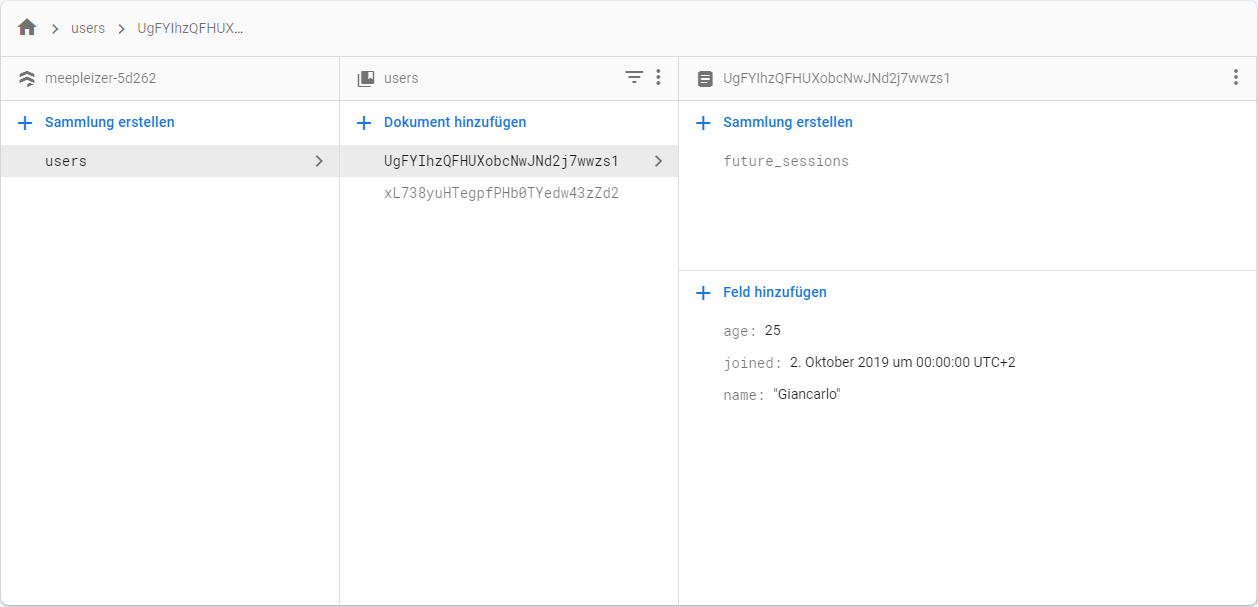 users
UgFYIhzQFHUX...
meepleizer-5d262
users
UgFYIhzQFHUXobcNwJNd2j7wwzs1
Sammlung erstellen
Dokument hinzufügen
Sammlung erstellen
users
UgFYIhzQFHUXobcNwJNd2j7wwzs1
future_sessions
xL738yuHTegpfPHb0TYedw43zZd2
Feld hinzufügen
age: 25
joined: 2. Oktober 2019 um 00:00:00 UTC+2
name: "Giancarlo"